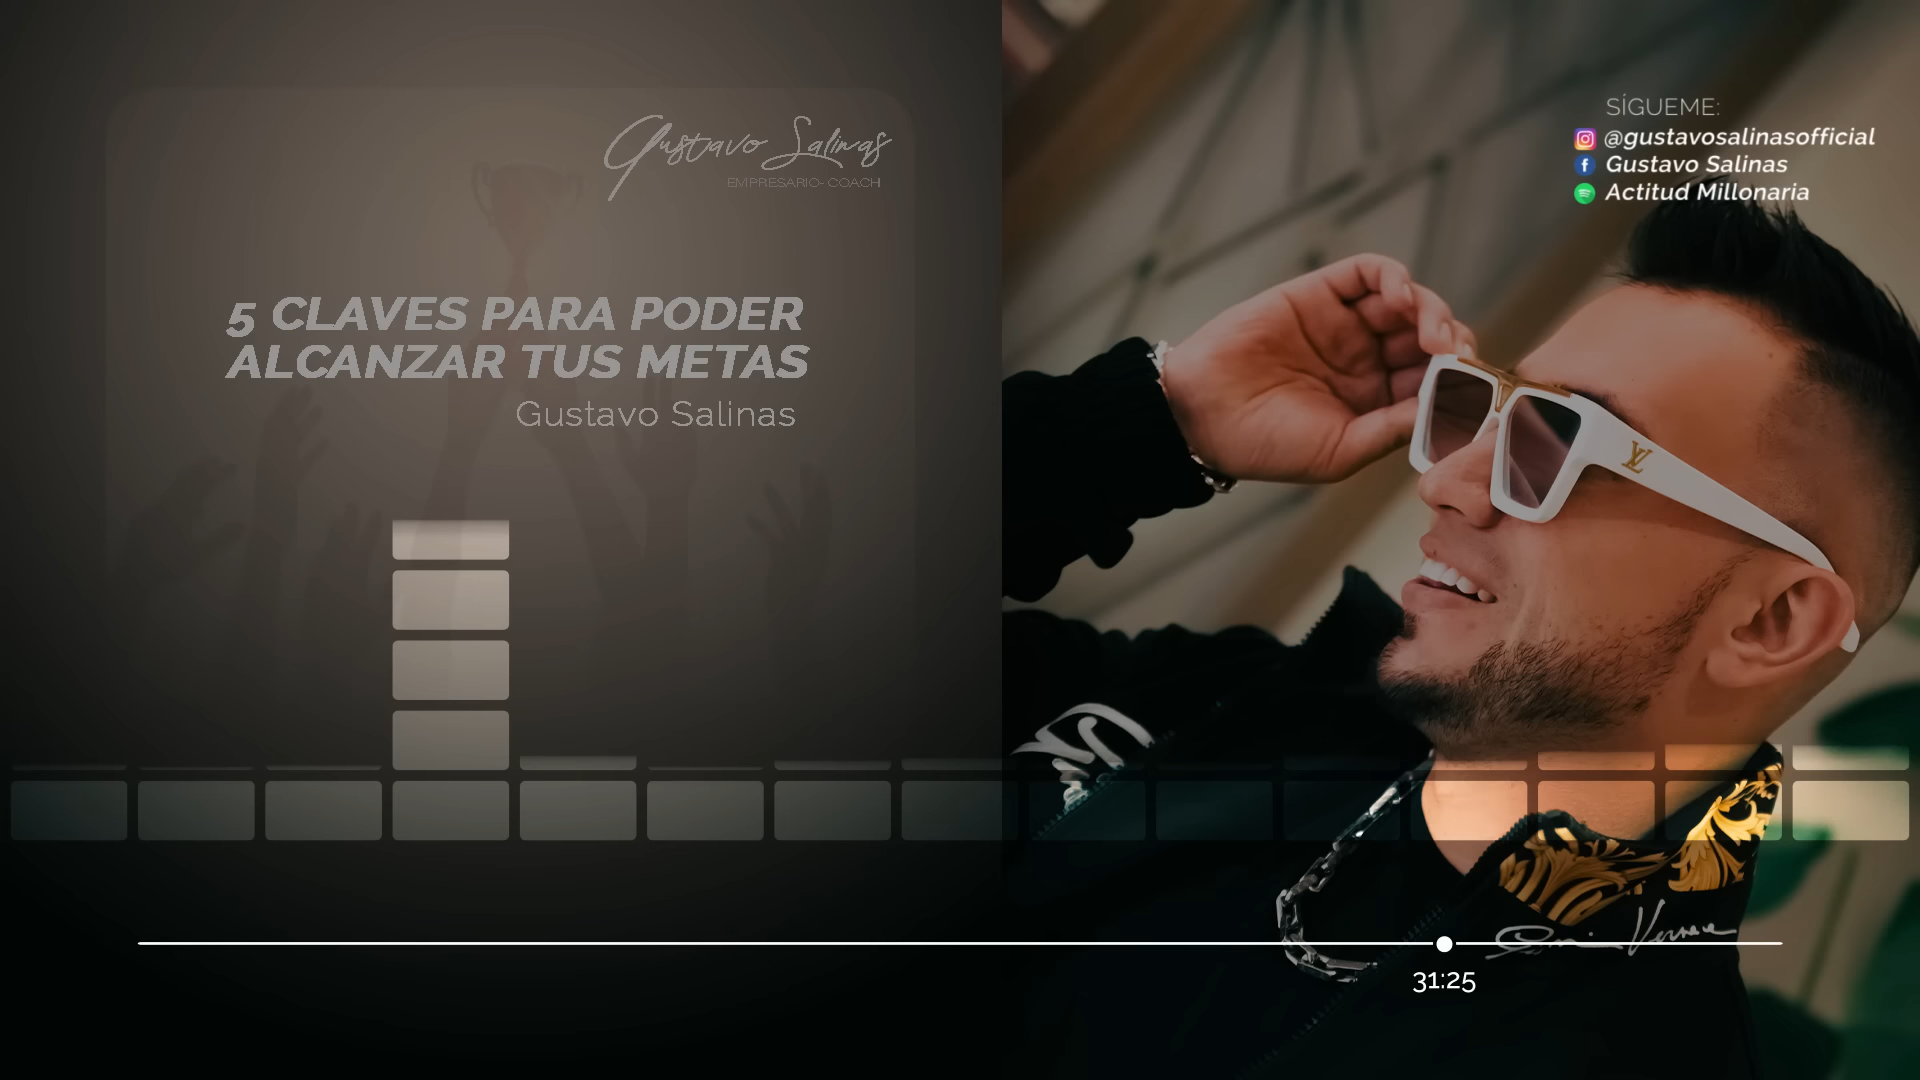 Gustavo Salinas
EMPRESARIO- COACH
5 CLAVES PARA PODER
ALCANZAR TUS METAS
Gustavo Salinas
SÍGUEME:
@gustavosalinasofficial
Gustavo Salinas
Actitud Millonaria
LV
31:25